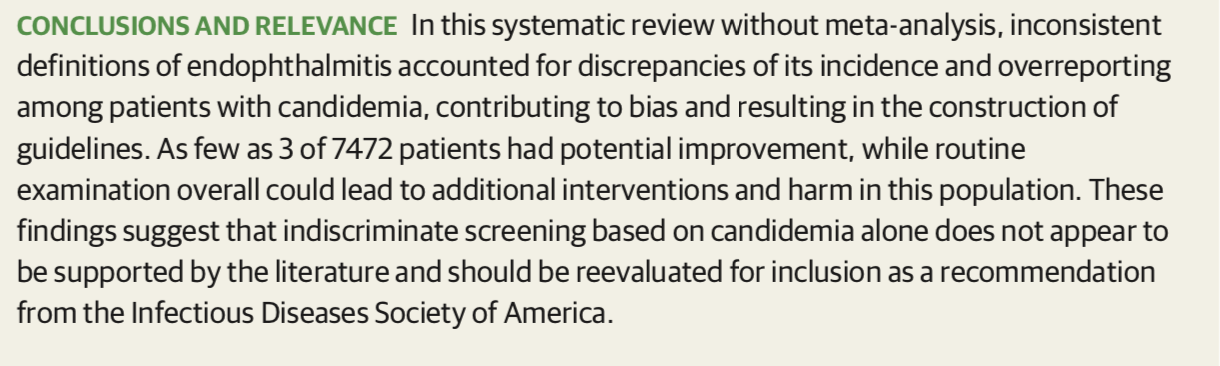 CONCLUSIONS AND RELEVANCE In this systematic review without meta-analysis, inconsistent
definitions of endophthalmitis accounted for discrepancies of its incidence and overreporting
among patients with candidemia, contributing to bias and resulting in the construction of
guidelines. As few as 3 of 7472 patients had potential improvement, while routine
examination overall could lead to additional interventions and harm in this population. These
findings suggest that indiscriminate screening based on candidemia alone does not appear to
be supported by the literature and should be reevaluated for inclusion as a recommendation
from the Infectious Diseases Society of America.